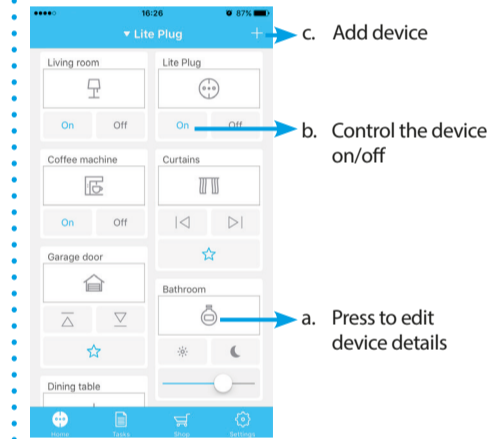 16:26
87%
▼ Lite Plug
+
c. Add device
Living room
Lite Plug
On
Off
On
Off
b. Control the device
on/off
Coffee machine
Curtains
On
Off
Garage door
Bathroom
a. Press to edit
device details
Dining table
Home
Tasks
Shop
Settings